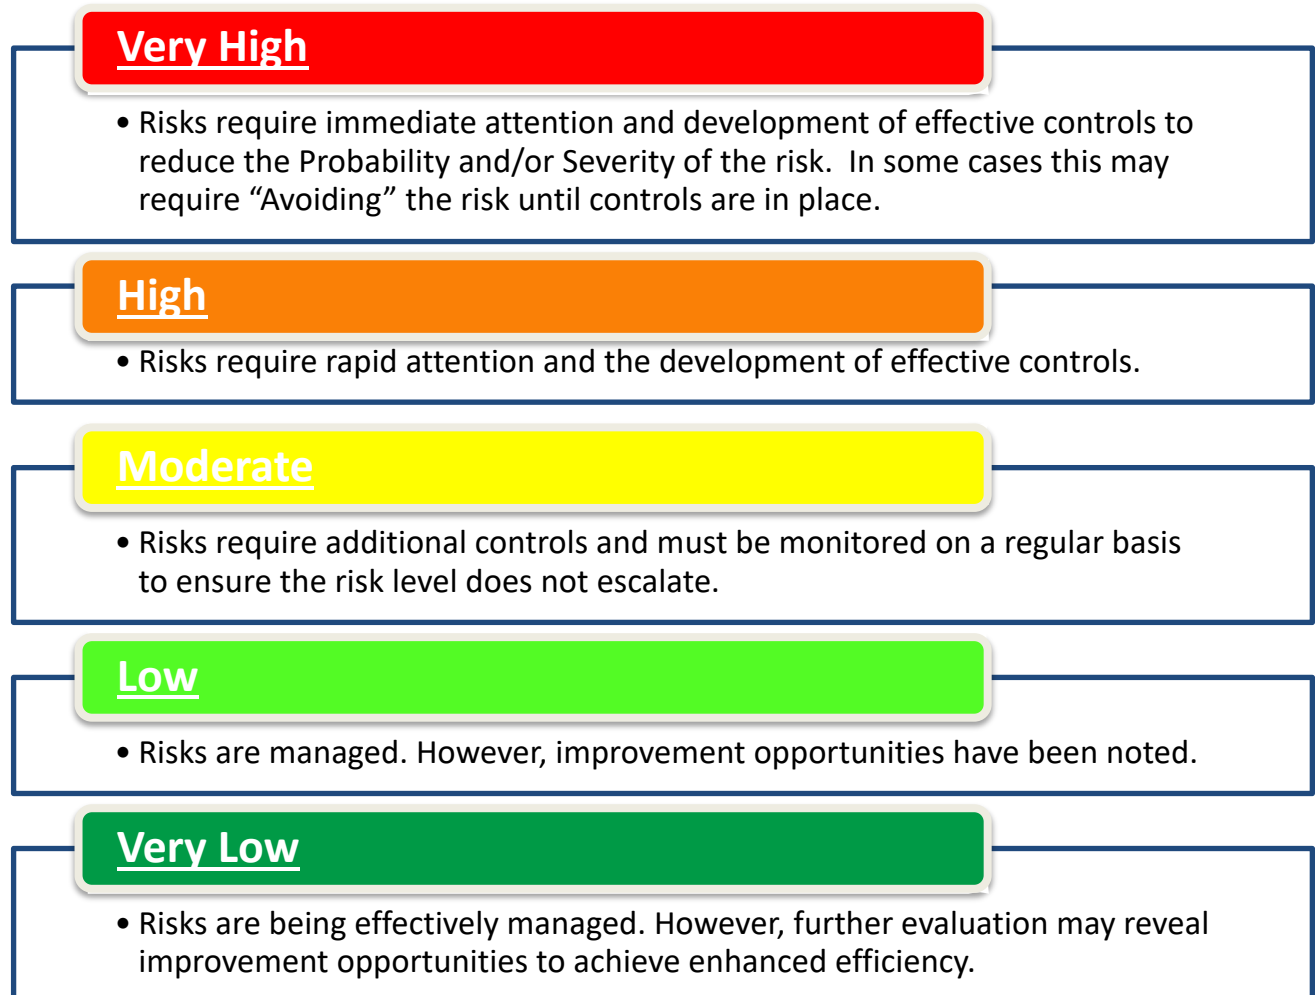 Very High
• Risks require immediate attention and development of effective controls to
reduce the Probability and/or Severity of the risk.  In some cases this may
require “Avoiding” the risk until controls are in place.
High
• Risks require rapid attention and the development of effective controls.
Moderate
• Risks require additional controls and must be monitored on a regular basis
to ensure the risk level does not escalate.
Low
• Risks are managed. However, improvement opportunities have been noted.
Very Low
• Risks are being effectively managed. However, further evaluation may reveal
improvement opportunities to achieve enhanced efficiency.